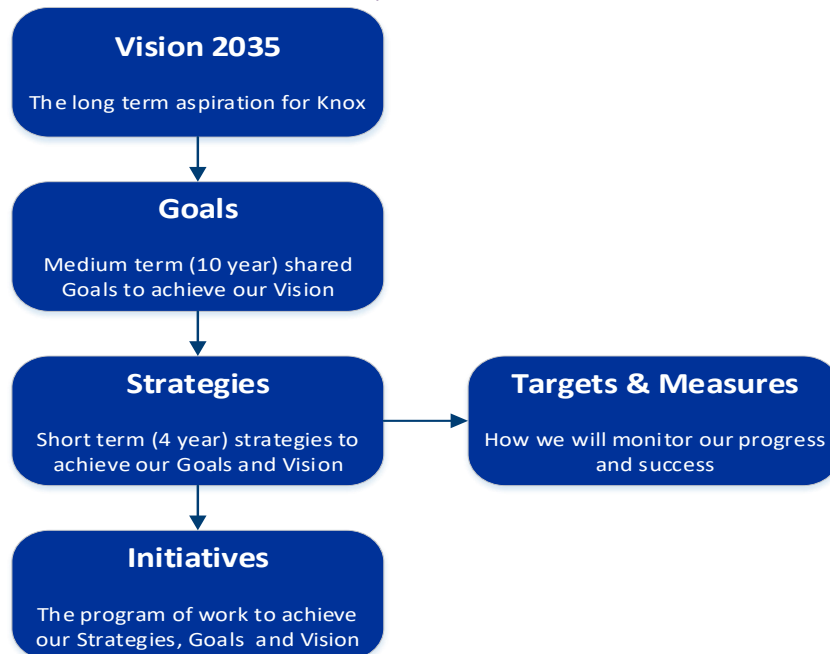 Vision 2035
The long term aspiration for Knox
Goals
Medium term (10 year) shared
Goals to achieve our Vision
Strategies
Short term (4 year) strategies to
achieve our Goals and Vision
Targets & Measures
How we will monitor our progress
and success
Initiatives
The program of work to achieve
our Strategies, Goals and Vision